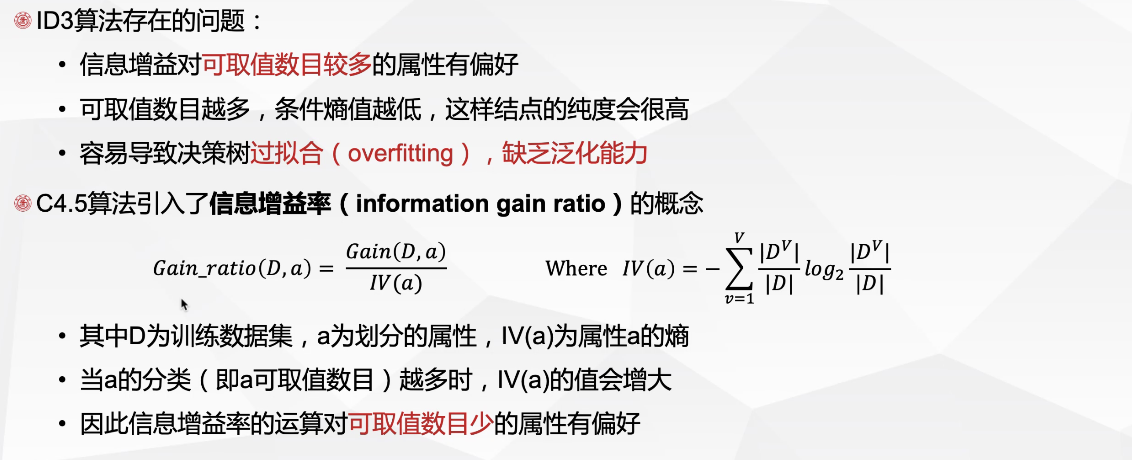 ID3算法存在的问题：
• 信息增益对可取值数目较多的属性有偏好
• 可取值数目越多，条件熵值越低，这样结点的纯度会很高
• 容易导致决策树过拟合（overfitting），缺乏泛化能力
C4.5算法引入了信息增益率（information gain ratio）的概念
Gain_ratio(D,a) = Gain(D,a) / IV(a) Where IV(a) = −∑_{v=1}^{V} |D^V|/|D| log₂ |D^V|/|D|
• 其中D为训练数据集，a为划分的属性，IV(a)为属性a的熵
• 当a的分类（即a可取值数目）越多时，IV(a)的值会增大
• 因此信息增益率的运算对可取值数目少的属性有偏好